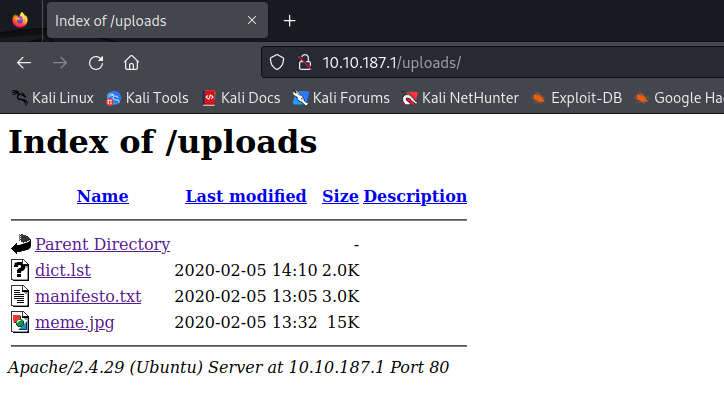 Index of /uploads
10.10.187.1/uploads/
Kali Linux Kali Tools Kali Docs Kali Forums Kali NetHunter Exploit-DB Google Ha
Index of /uploads
Name Last modified Size Description
Parent Directory -
dict.lst 2020-02-05 14:10 2.0K
manifesto.txt 2020-02-05 13:05 3.0K
meme.jpg 2020-02-05 13:32 15K
Apache/2.4.29 (Ubuntu) Server at 10.10.187.1 Port 80